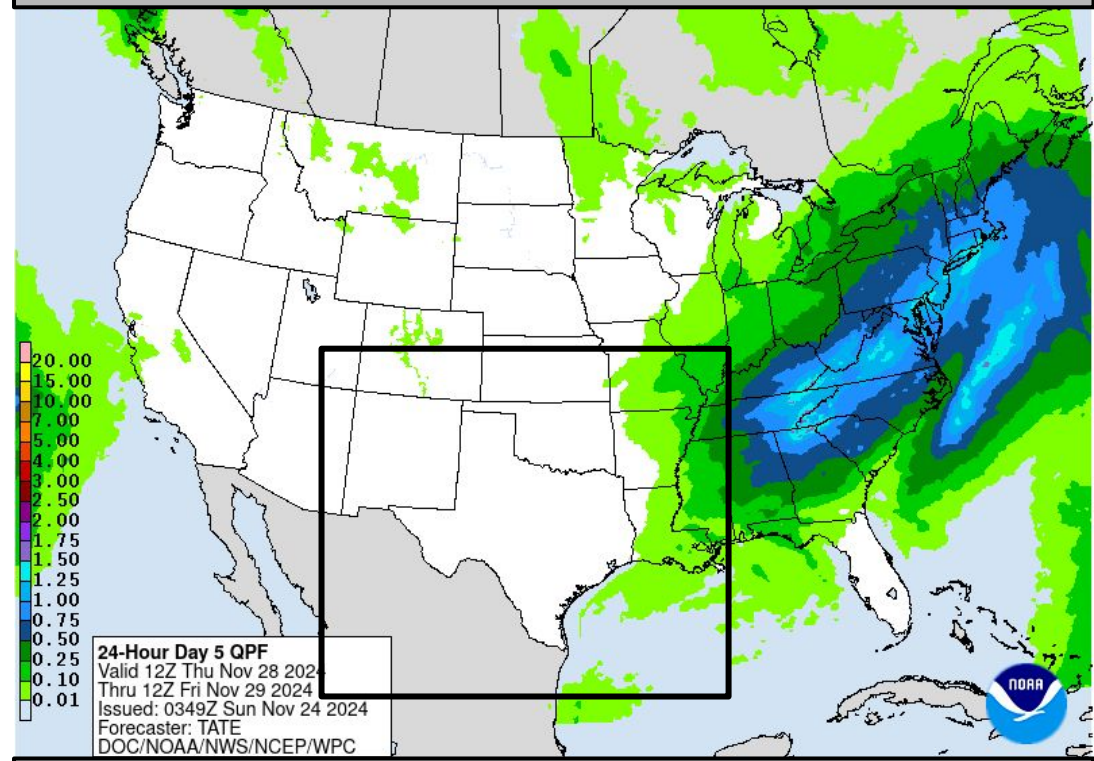 20.00
15.00
10.00
7.00
5.00
4.00
3.00
2.50
2.00
1.75
1.50
1.25
1.00
0.75
0.50
0.25
0.10
0.01
24-Hour Day 5 QPF
Valid 12Z Thu Nov 28 2024
Thru 12Z Fri Nov 29 2024
Issued: 0349Z Sun Nov 24 2024
Forecaster: TATE
DOC/NOAA/NWS/NCEP/WPC
NOAA